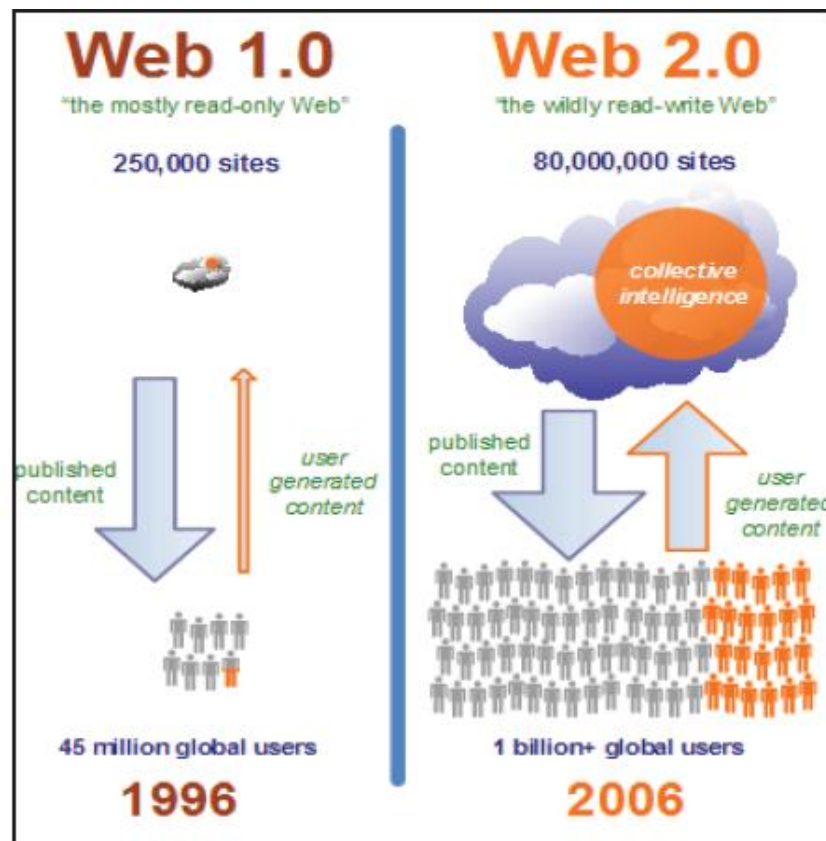 Web 1.0
"the mostly read-only Web"
250,000 sites
published
content
user
generated
content
45 million global users
1996
Web 2.0
"the wildly read-write Web"
80,000,000 sites
collective
intelligence
published
content
user
generated
content
1 billion+ global users
2006